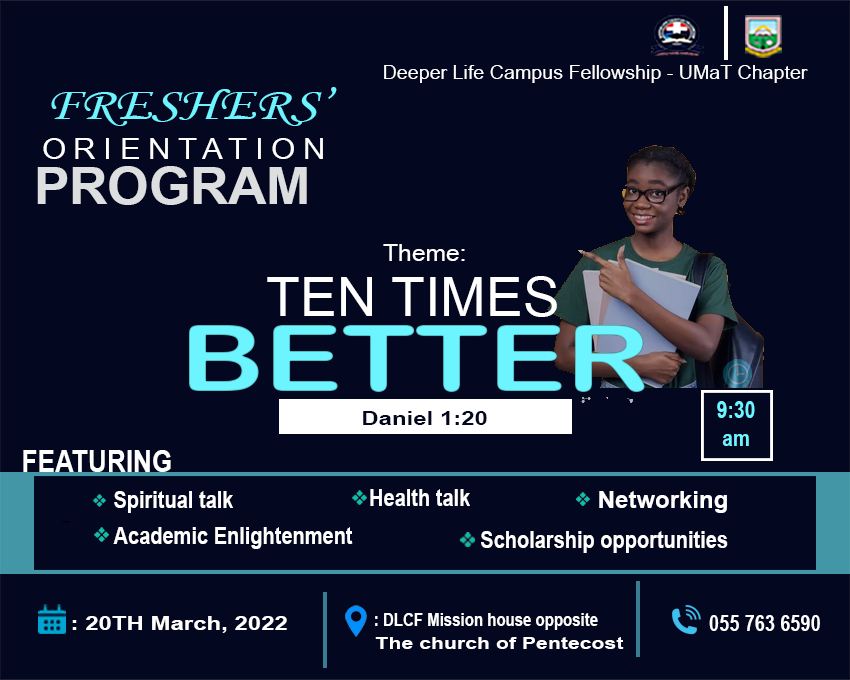 Deeper Life Campus Fellowship - UMaT Chapter
FRESHERS’
ORIENTATION
PROGRAM
Theme:
TEN TIMES
BETTER
Daniel 1:20
9:30
am
FEATURING
Spiritual talk
Health talk
Networking
Academic Enlightenment
Scholarship opportunities
: 20TH March, 2022
: DLCF Mission house opposite
The church of Pentecost
055 763 6590